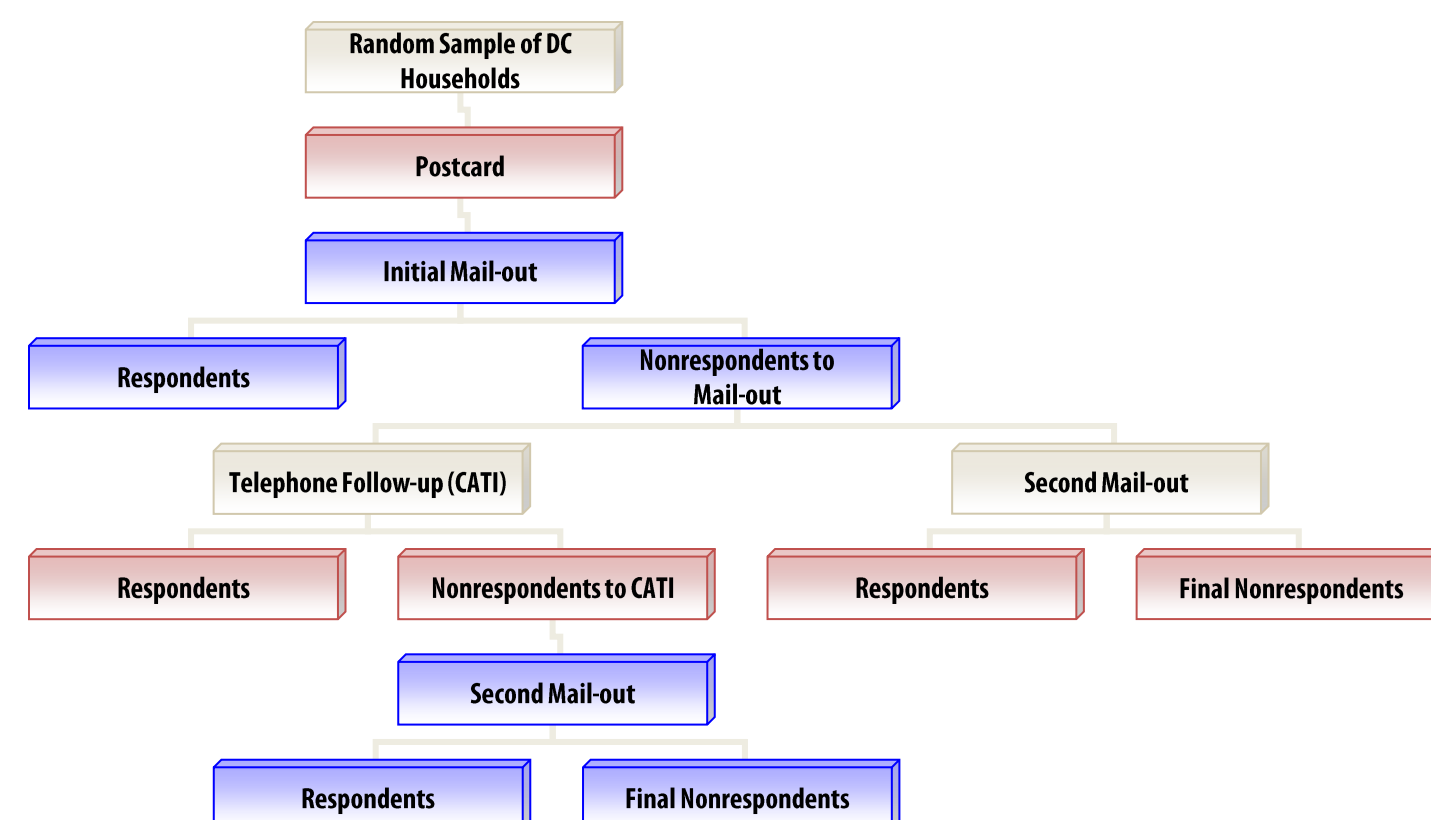 Random Sample of DC
Households
Postcard
Initial Mail-out
Respondents
Nonrespondents to
Mail-out
Telephone Follow-up (CATI)
Second Mail-out
Respondents
Nonrespondents to CATI
Respondents
Final Nonrespondents
Second Mail-out
Respondents
Final Nonrespondents